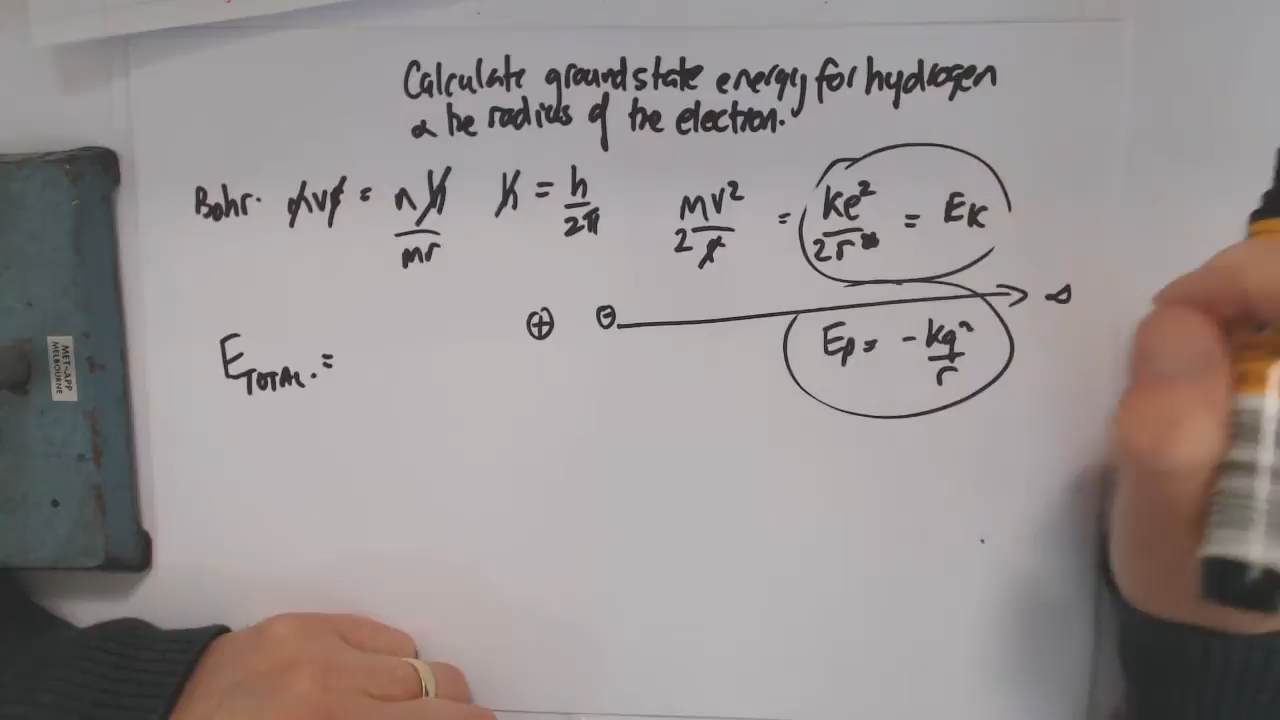 Calculate ground state energy for hydrogen
& the radius of the electron.
Bohr. mvr = nħ/mr ħ = h/2π mv²/2r = ke²/2r² = EK
⊕ ⊖ → ∞
ETOTAL. = Ep = - kq²/r
MET-APP
MELBOURNE